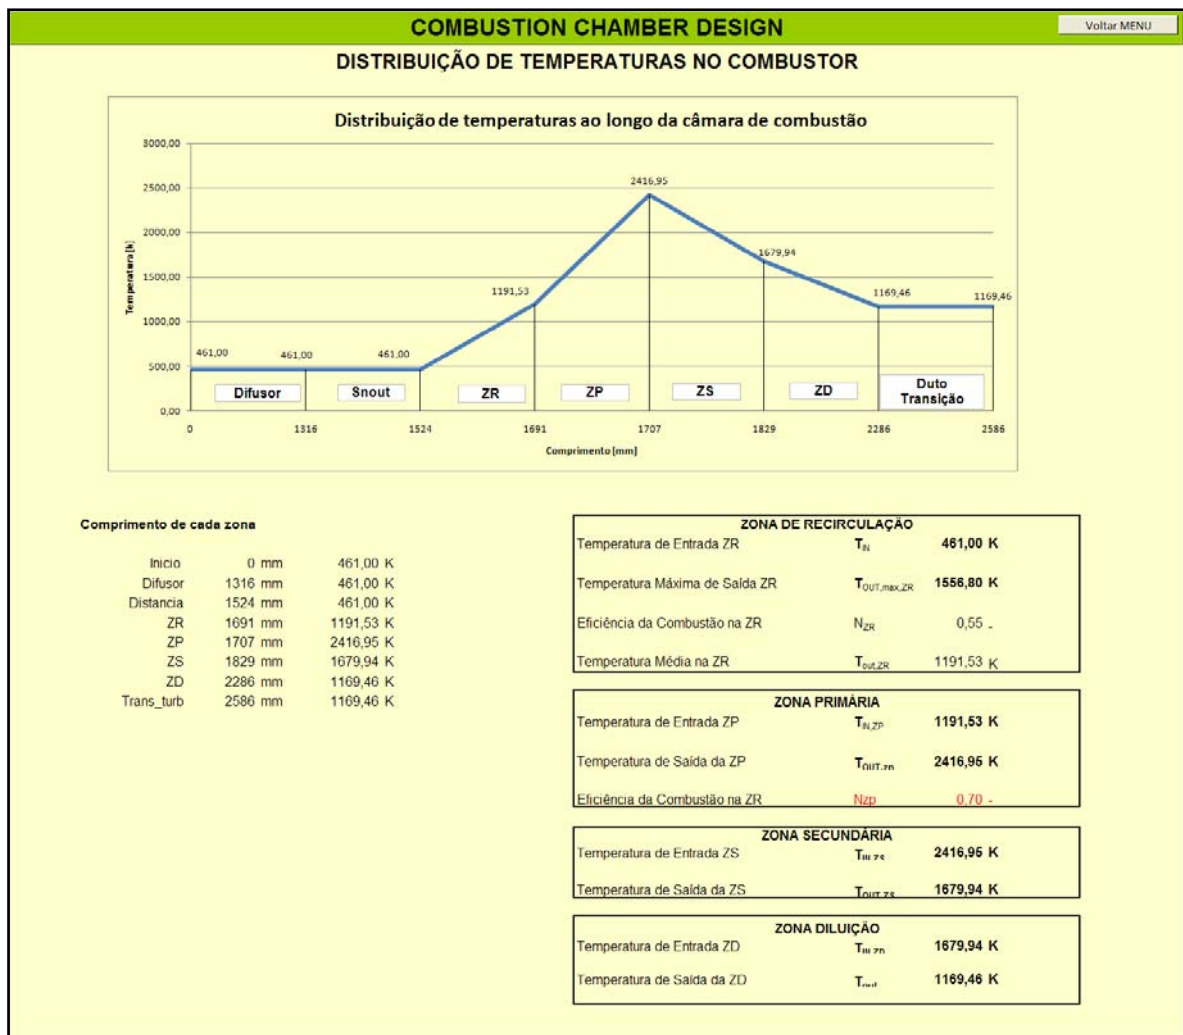 COMBUSTION CHAMBER DESIGN
Voltar MENU
DISTRIBUIÇÃO DE TEMPERATURAS NO COMBUSTOR
Distribuição de temperaturas ao longo da câmara de combustão
3000,00
2500,00
2000,00
1500,00
1000,00
500,00
0,00
Temperatura [k]
461,00 461,00 461,00 1191,53 2416,95 1679,94 1169,46 1169,46
Difusor Snout ZR ZP ZS ZD Duto
Transição
0 1316 1524 1691 1707 1829 2286 2586
Comprimento [mm]
Comprimento de cada zona
Inicio 0 mm 461,00 K
Difusor 1316 mm 461,00 K
Distancia 1524 mm 461,00 K
ZR 1691 mm 1191,53 K
ZP 1707 mm 2416,95 K
ZS 1829 mm 1679,94 K
ZD 2286 mm 1169,46 K
Trans_turb 2586 mm 1169,46 K
ZONA DE RECIRCULAÇÃO
Temperatura de Entrada ZR T_IN 461,00 K
Temperatura Máxima de Saída ZR T_OUT,max,ZR 1556,80 K
Eficiência da Combustão na ZR N_ZR 0,55 -
Temperatura Média na ZR T_out,ZR 1191,53 K
ZONA PRIMÁRIA
Temperatura de Entrada ZP T_IN,ZP 1191,53 K
Temperatura de Saída da ZP T_OUT,zp 2416,95 K
Eficiência da Combustão na ZR Nzp 0,70 -
ZONA SECUNDÁRIA
Temperatura de Entrada ZS T_IN,ZS 2416,95 K
Temperatura de Saída da ZS T_OUT,ZS 1679,94 K
ZONA DILUIÇÃO
Temperatura de Entrada ZD T_IN,ZD 1679,94 K
Temperatura de Saída da ZD T_out 1169,46 K